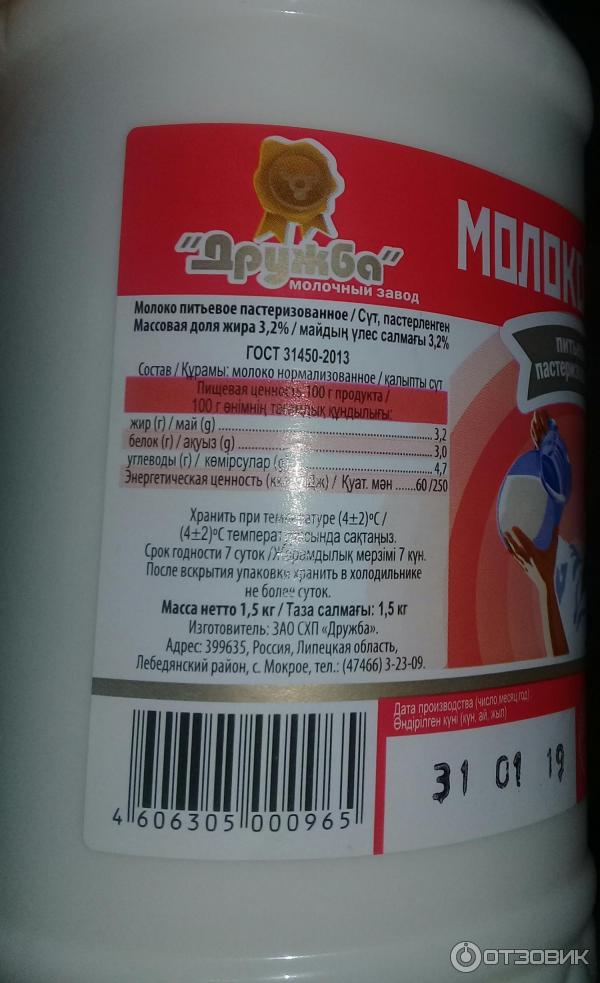 "Дружба"
МОЛОЧНЫЙ ЗАВОД
МОЛОКО
Молоко питьевое пастеризованное / Сүт, пастерленген
Массовая доля жира 3,2% / майдың үлес салмағы 3,2%
ГОСТ 31450-2013
Состав / Құрамы: молоко нормализованное / қалыпты сүт
Пищевая ценность 100 г продукта /
100 г өнімнің тағамдық құндылығы:
жир (г) / май (g) 3,2
белок (г) / ақуыз (g) 3,0
углеводы (г) / көмірсулар (g) 4,7
Энергетическая ценность / Қуат. мән 60/250
Хранить при температуре (4±2)ºС /
(4±2)ºС сақтаңыз.
Срок годности 7 суток / Жарамдылық мерзімі 7 күн.
После вскрытия упаковки хранить в холодильнике
не более суток.
Масса нетто 1,5 кг / Таза салмағы: 1,5 кг
Изготовитель: ЗАО СХП «Дружба».
Адрес: 399635, Россия, Липецкая область,
Лебедянский район, с. Мокрое, тел.: (47466) 3-23-09.
Дата производства (число месяц год)
Өндірілген күні (күн, ай, жыл)
31 01 19
4 606305 000965
ОТЗОВИК